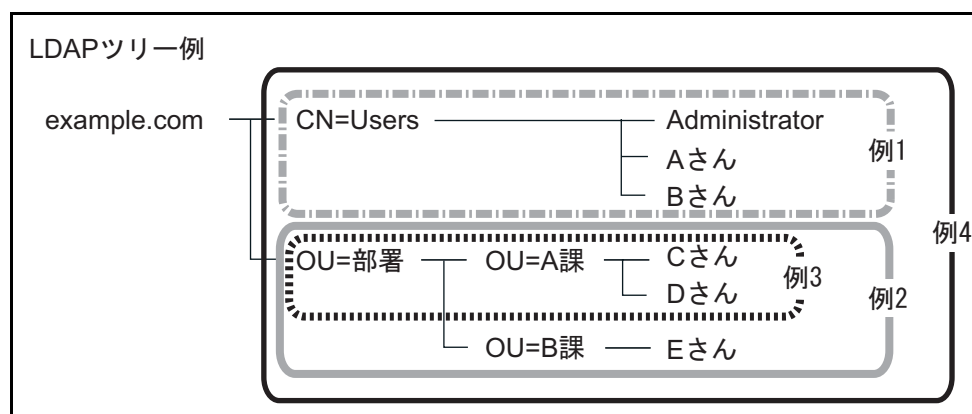 LDAPツリー例
example.com CN=Users Administrator
Aさん 例1
Bさん
例4
OU=部署 OU=A課 Cさん
例3
Dさん 例2
OU=B課 Eさん